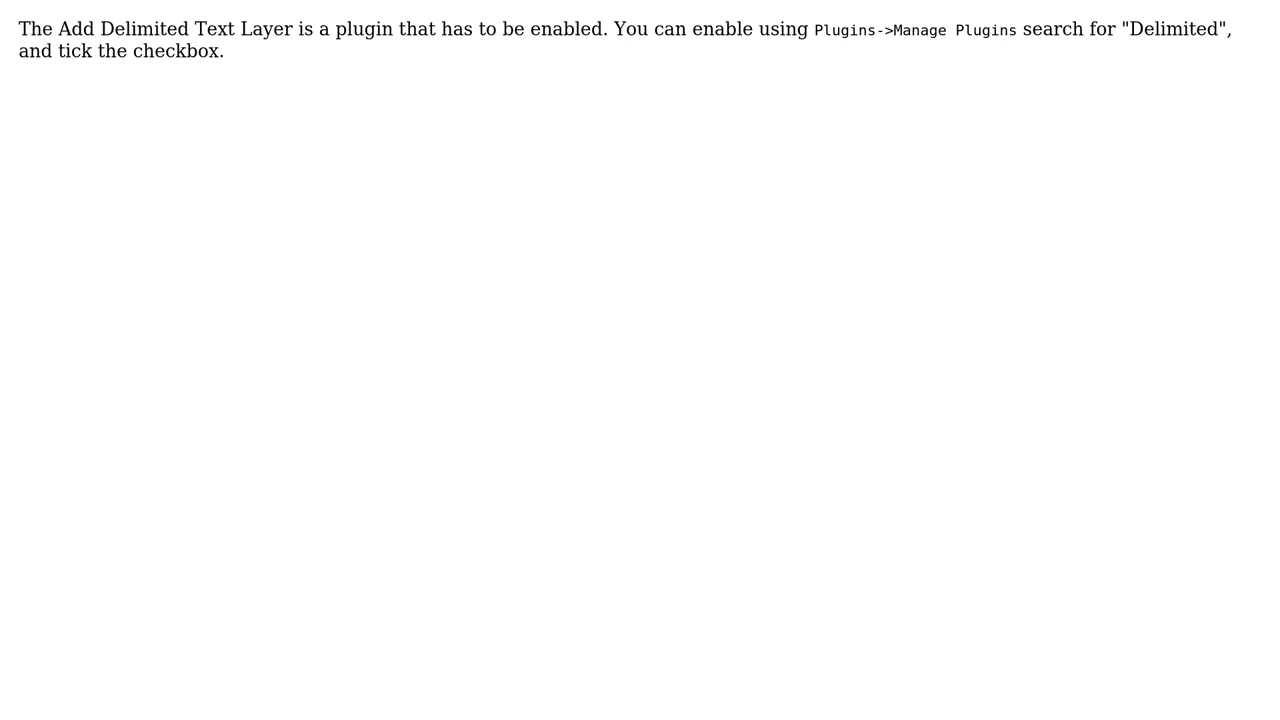 The Add Delimited Text Layer is a plugin that has to be enabled. You can enable using Plugins->Manage Plugins search for "Delimited",
and tick the checkbox.